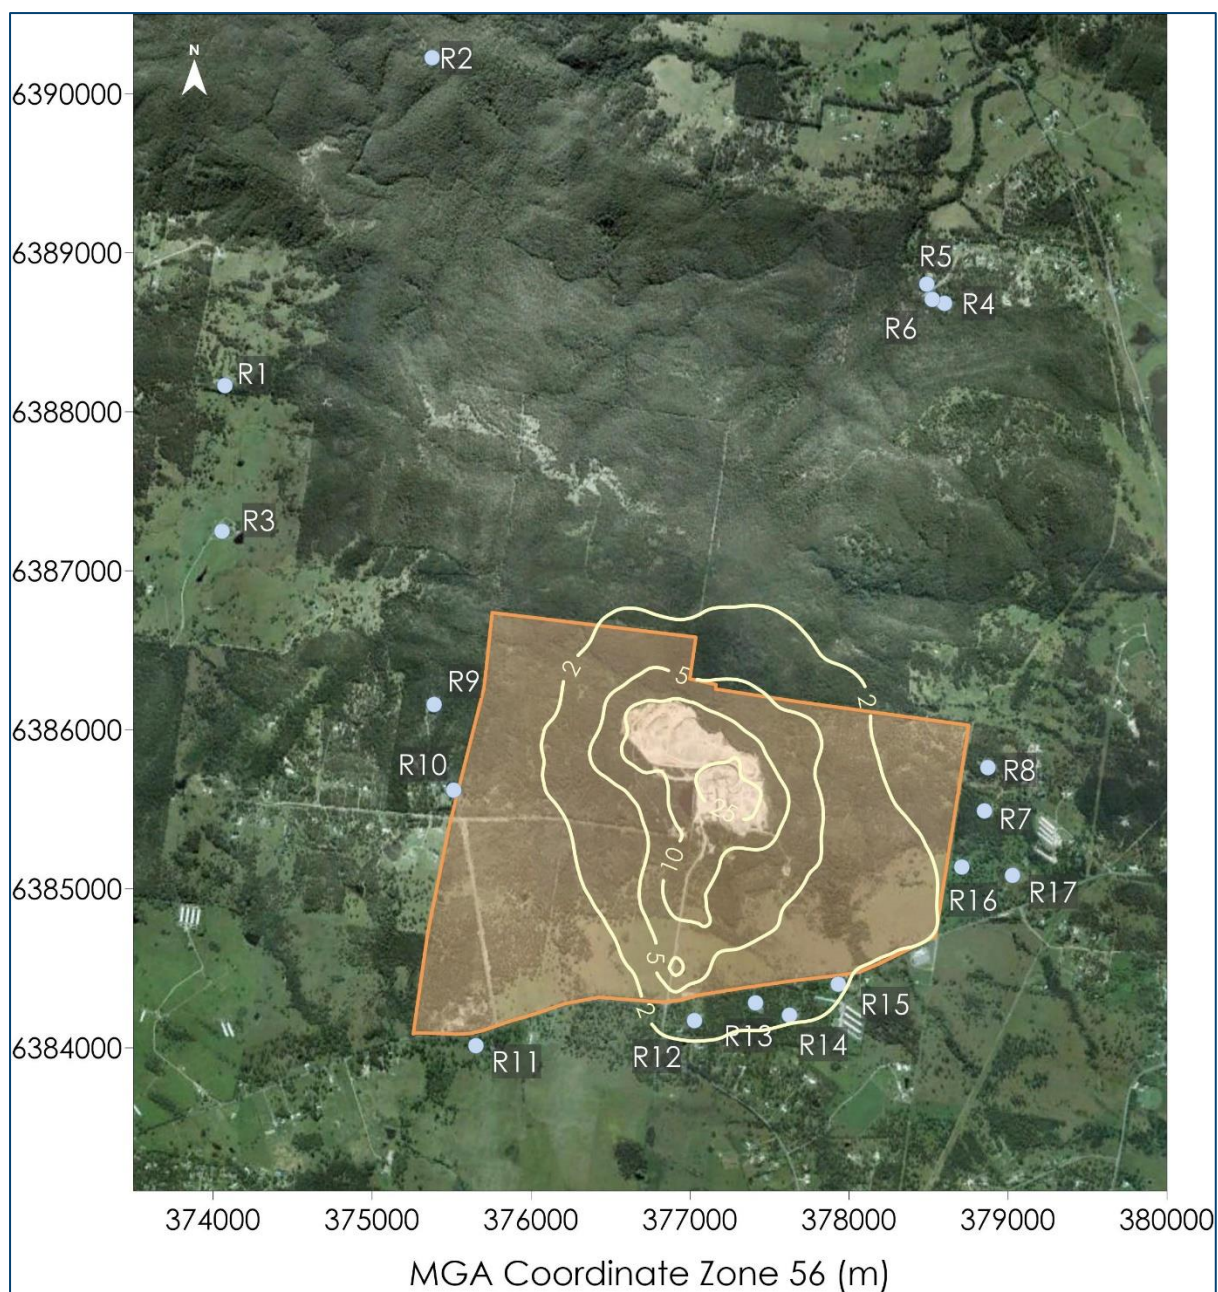 N
R2
6390000
6389000
R5
R4
R6
R1
6388000
R3
6387000
2
5
2
R9
6386000
R10
R8
25
R7
10
6385000
R16
R17
5
2
R15
R12
R13
R14
6384000
R11
374000 375000 376000 377000 378000 379000 380000
MGA Coordinate Zone 56 (m)